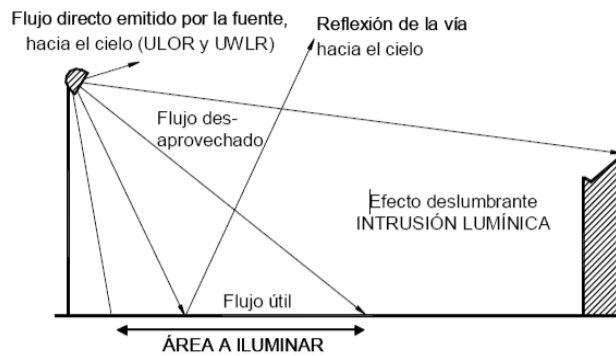 Flujo directo emitido por la fuente,
hacia el cielo (ULOR y UWLR)
Reflexión de la vía
hacia el cielo
Flujo des-
aprovechado
Efecto deslumbrante
INTRUSIÓN LUMÍNICA
Flujo útil
ÁREA A ILUMINAR